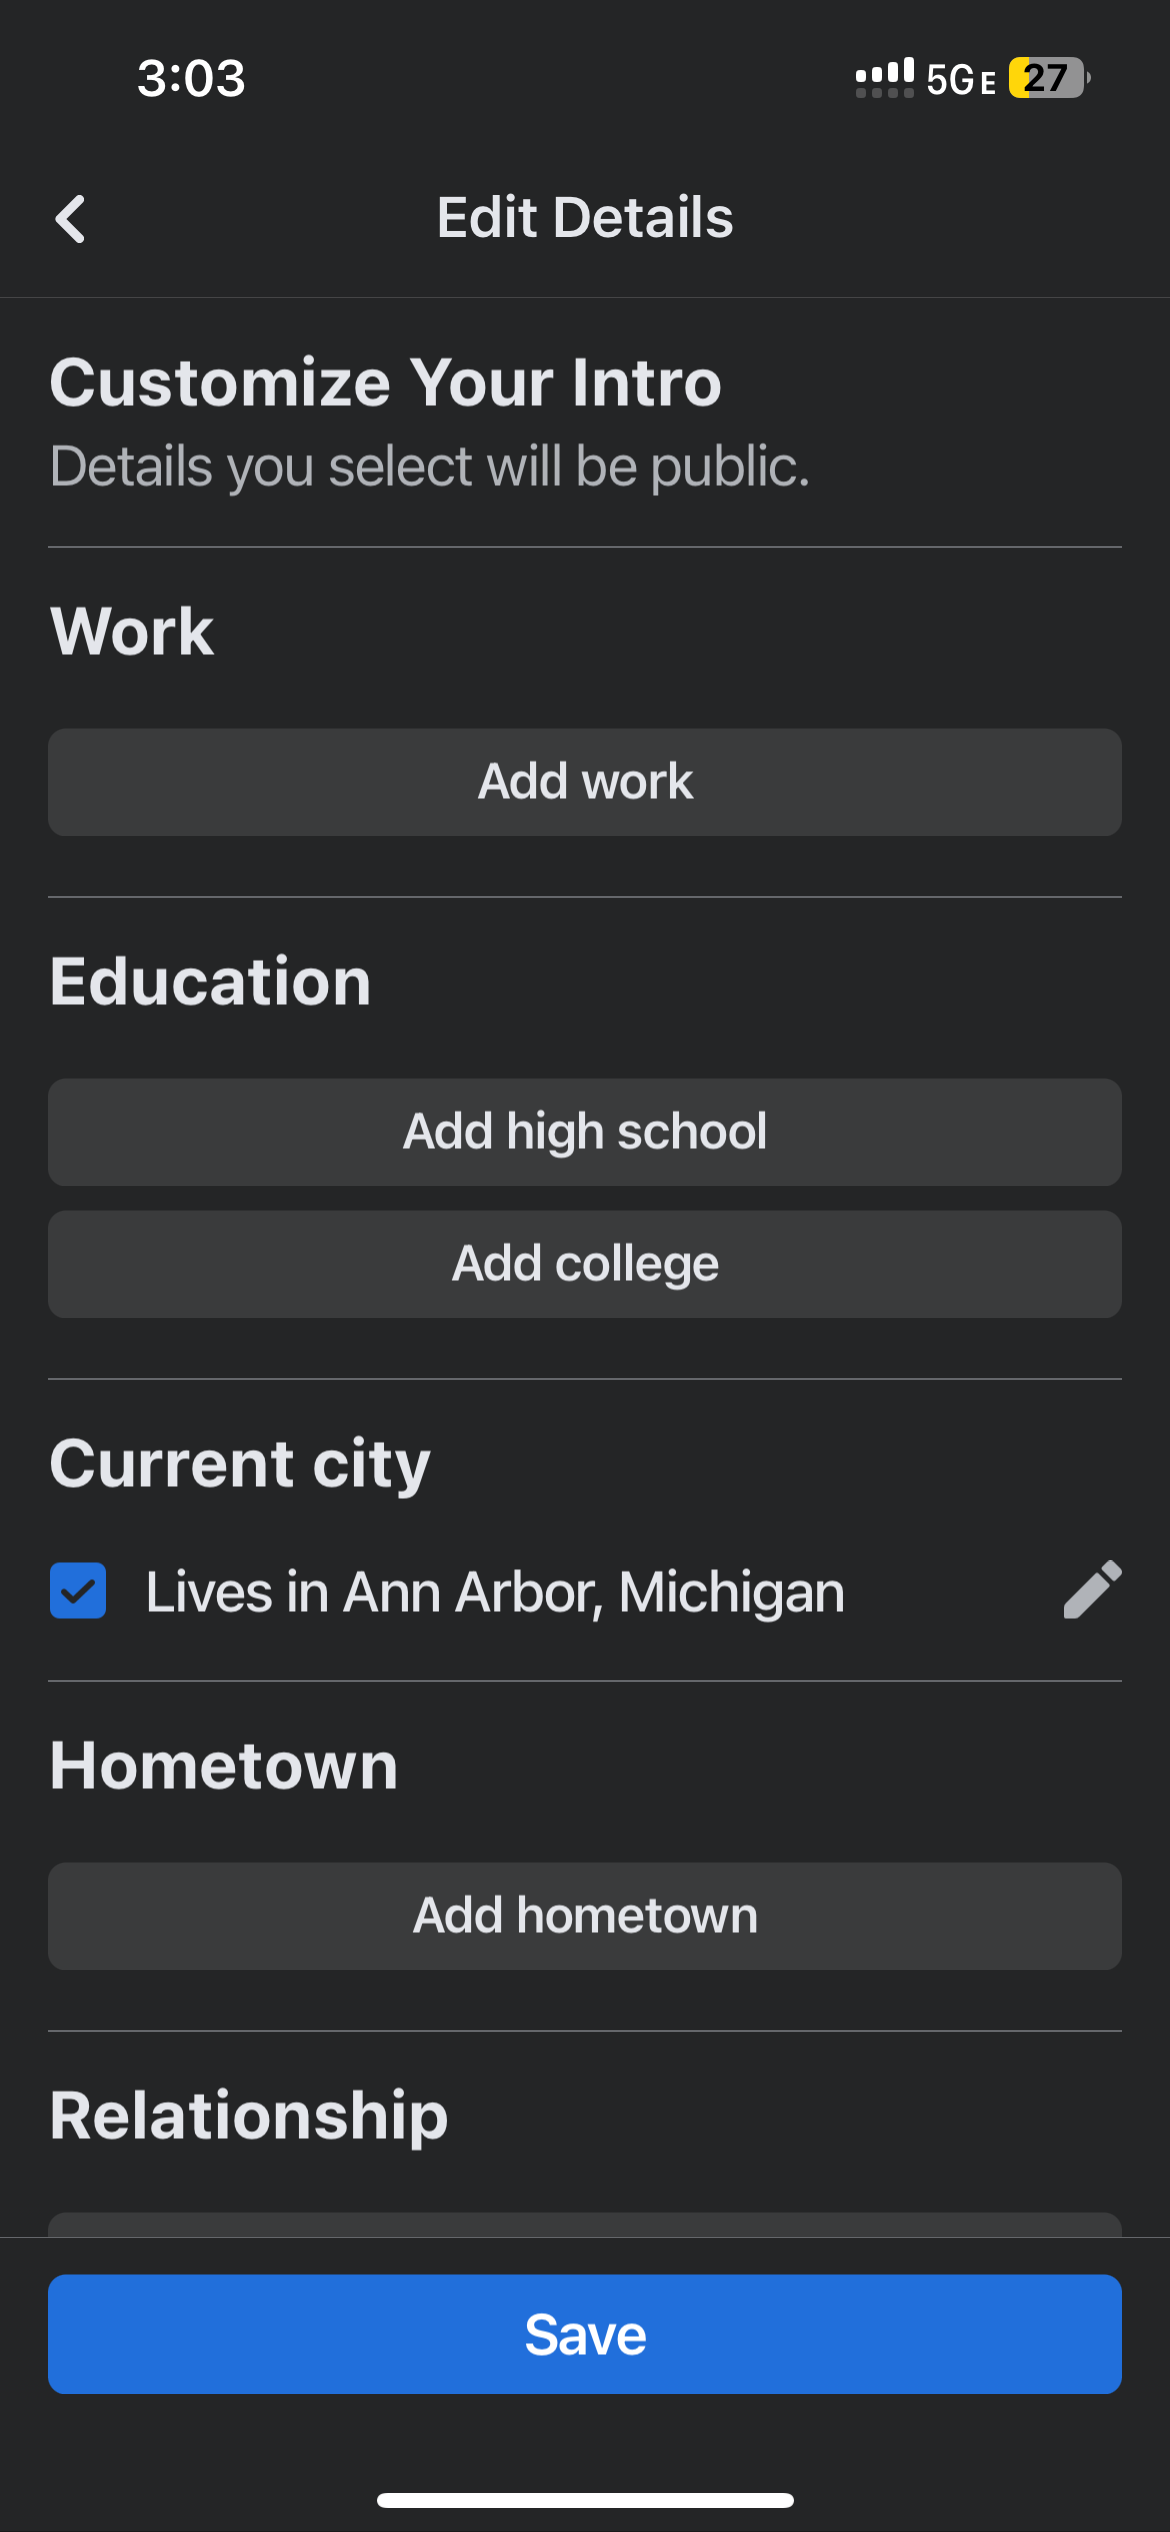 3:03 5GE 27
Edit Details
Customize Your Intro
Details you select will be public.
Work
Add work
Education
Add high school
Add college
Current city
Lives in Ann Arbor, Michigan
Hometown
Add hometown
Relationship
Save